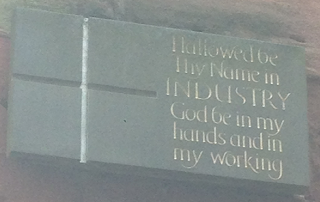 Hallowed be
Thy Name in
INDUSTRY
God be in my
hands and in
my working